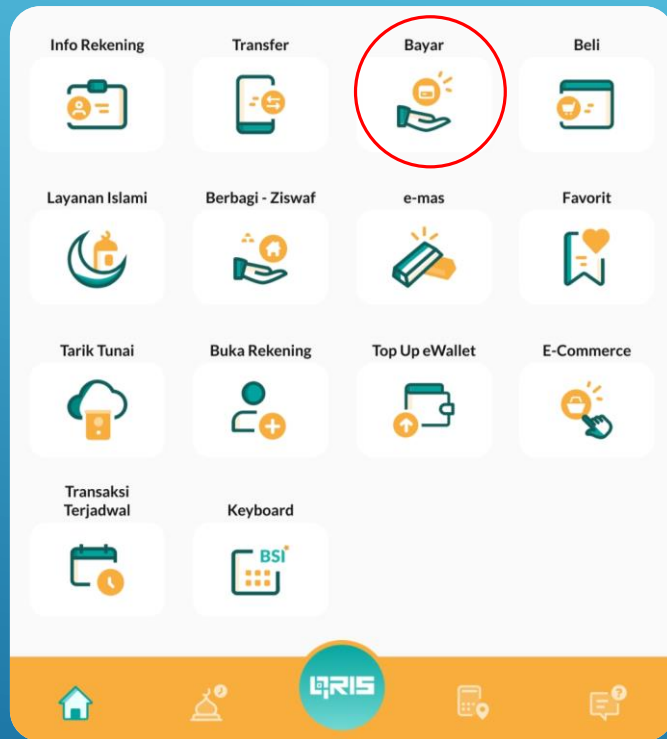 Info Rekening
Transfer
Bayar
Beli
Layanan Islami
Berbagi - Ziswaf
e-mas
Favorit
Tarik Tunai
Buka Rekening
Top Up eWallet
E-Commerce
Transaksi
Terjadwal
Keyboard
BSI
QRIS